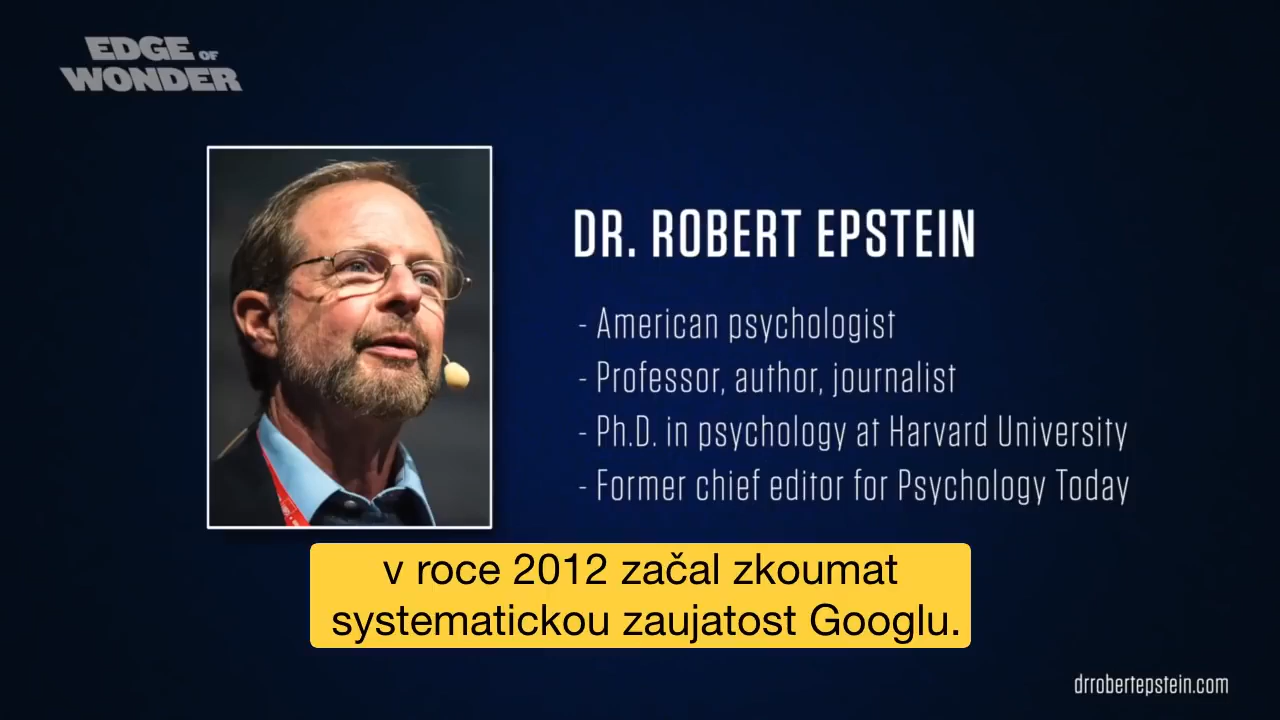 EDGE OF
WONDER
DR. ROBERT EPSTEIN
- American psychologist
- Professor, author, journalist
- Ph.D. in psychology at Harvard University
- Former chief editor for Psychology Today
v roce 2012 začal zkoumat
systematickou zaujatost Googlu.
drrobertepstein.com